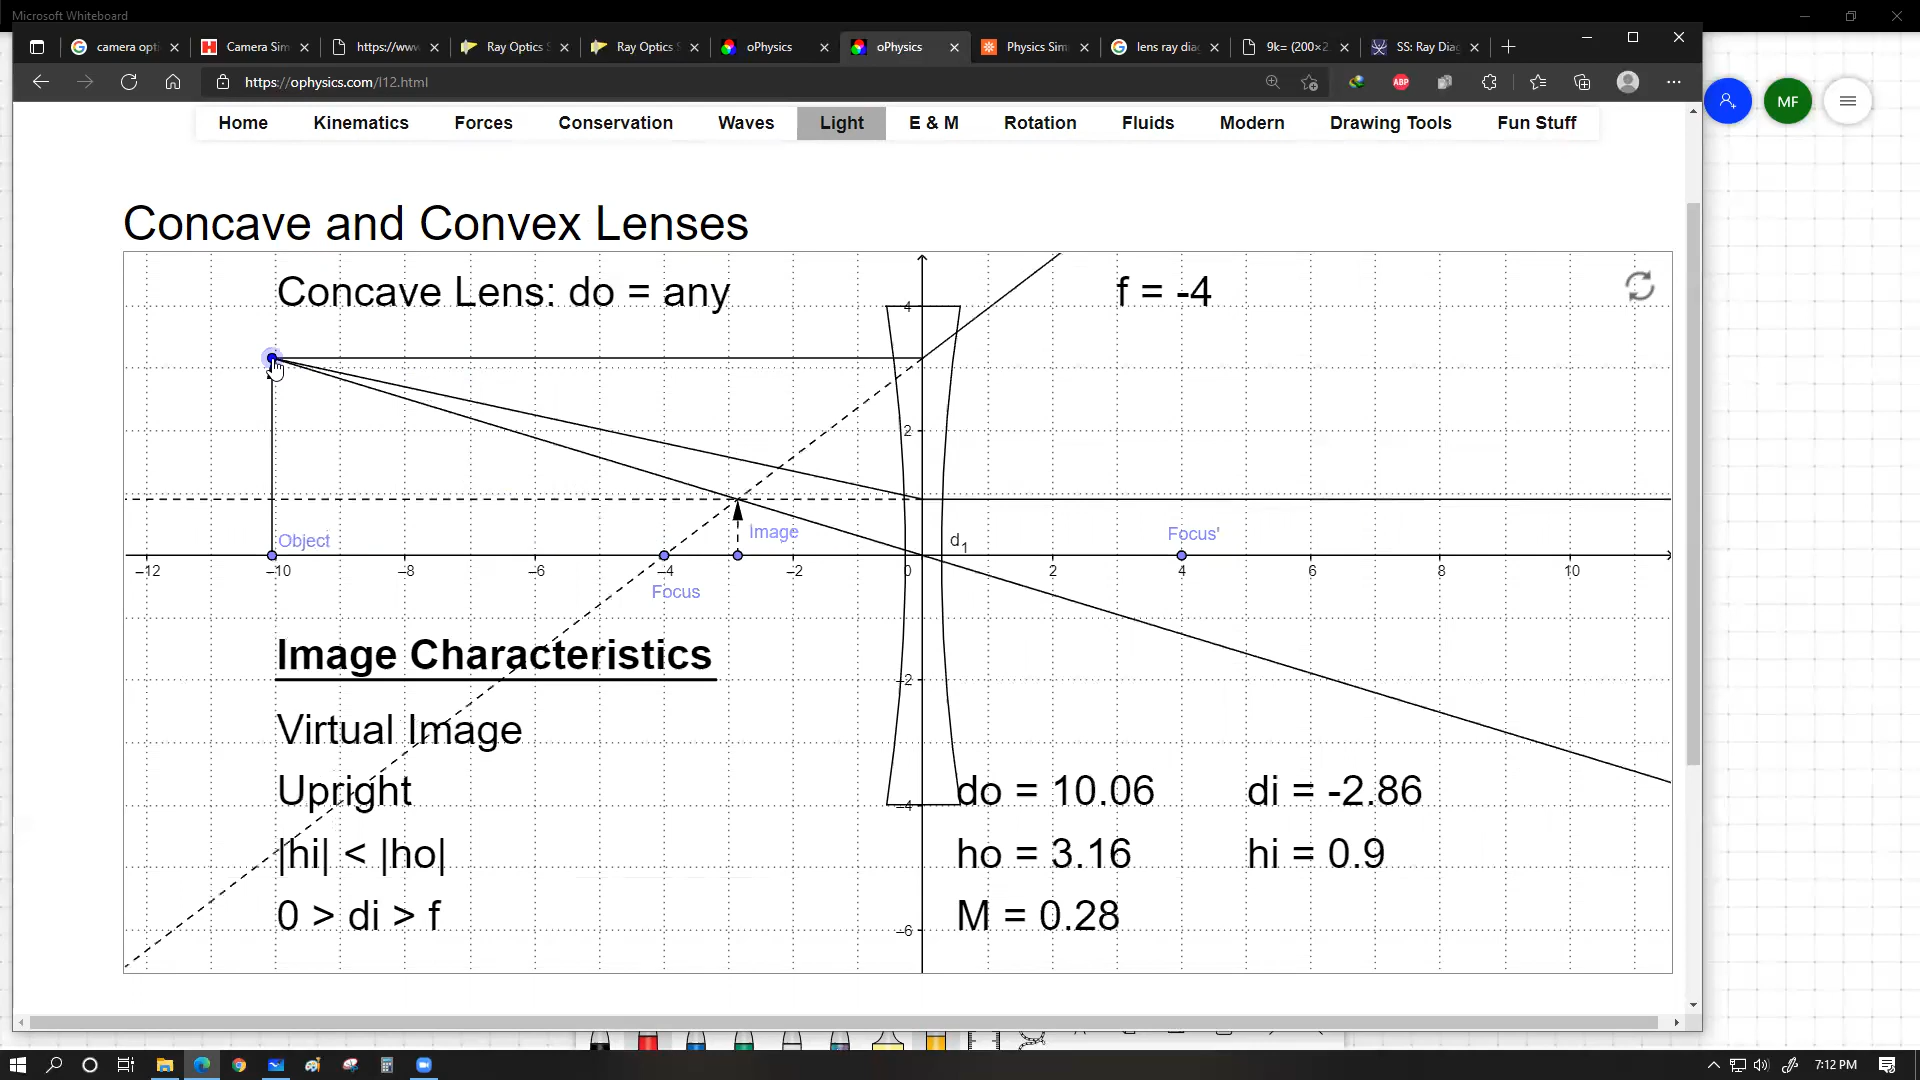 Microsoft Whiteboard
camera opti
Camera Sim
https://www
Ray Optics S
Ray Optics S
oPhysics
oPhysics
Physics Sim
lens ray dia
9k= (200×2
SS: Ray Dia
https://ophysics.com/l12.html
ABP
MF
Home Kinematics Forces Conservation Waves Light E & M Rotation Fluids Modern Drawing Tools Fun Stuff
Concave and Convex Lenses
Concave Lens: do = any
f = -4
4
2
Object
Image
d1
Focus'
–12 –10 –8 –6 –4 –2 0 2 4 6 8 10
Focus
Image Characteristics
–2
Virtual Image
Upright
–4
do = 10.06 di = -2.86
|hi| < |ho|
ho = 3.16 hi = 0.9
0 > di > f
M = 0.28
–6
7:12 PM